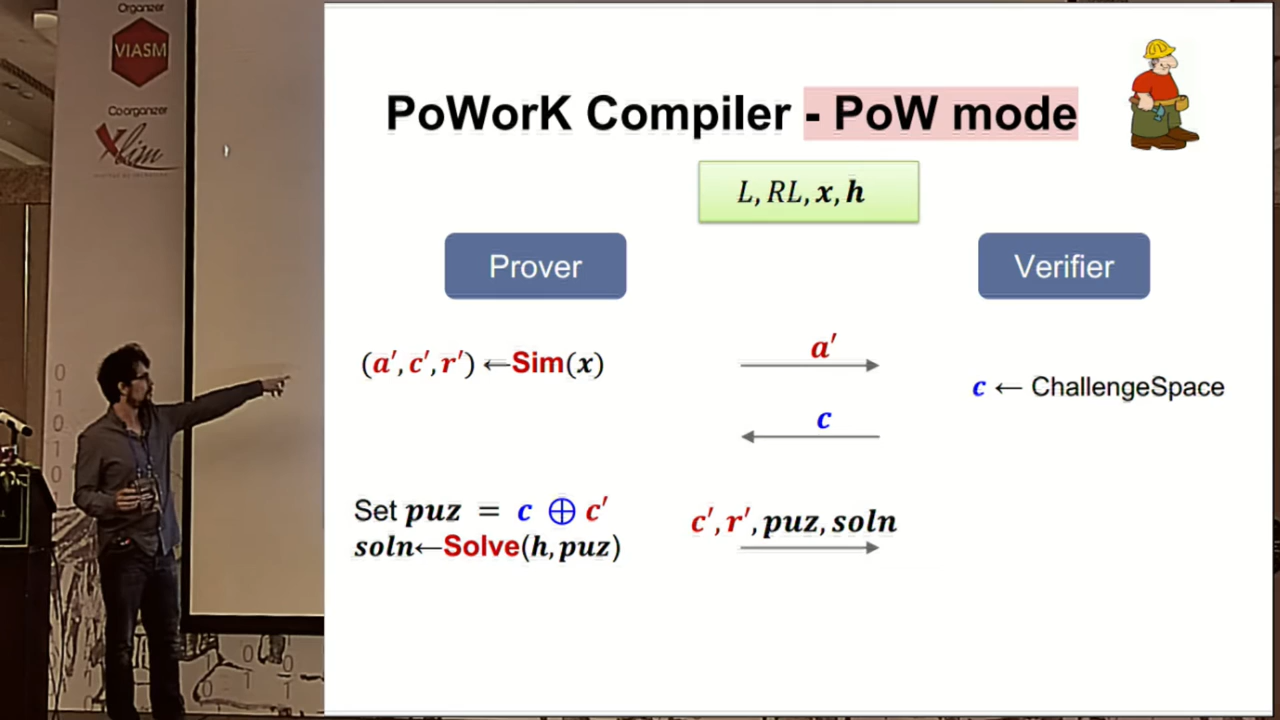 Organizer
VIASM
Coorganizer
Xlim
PoWorK Compiler - PoW mode
L, RL, x, h
Prover
Verifier
(a′, c′, r′) ←Sim(x)
a′
c ← ChallengeSpace
c
Set puz = c ⊕ c′
soln←Solve(h, puz)
c′, r′, puz, soln